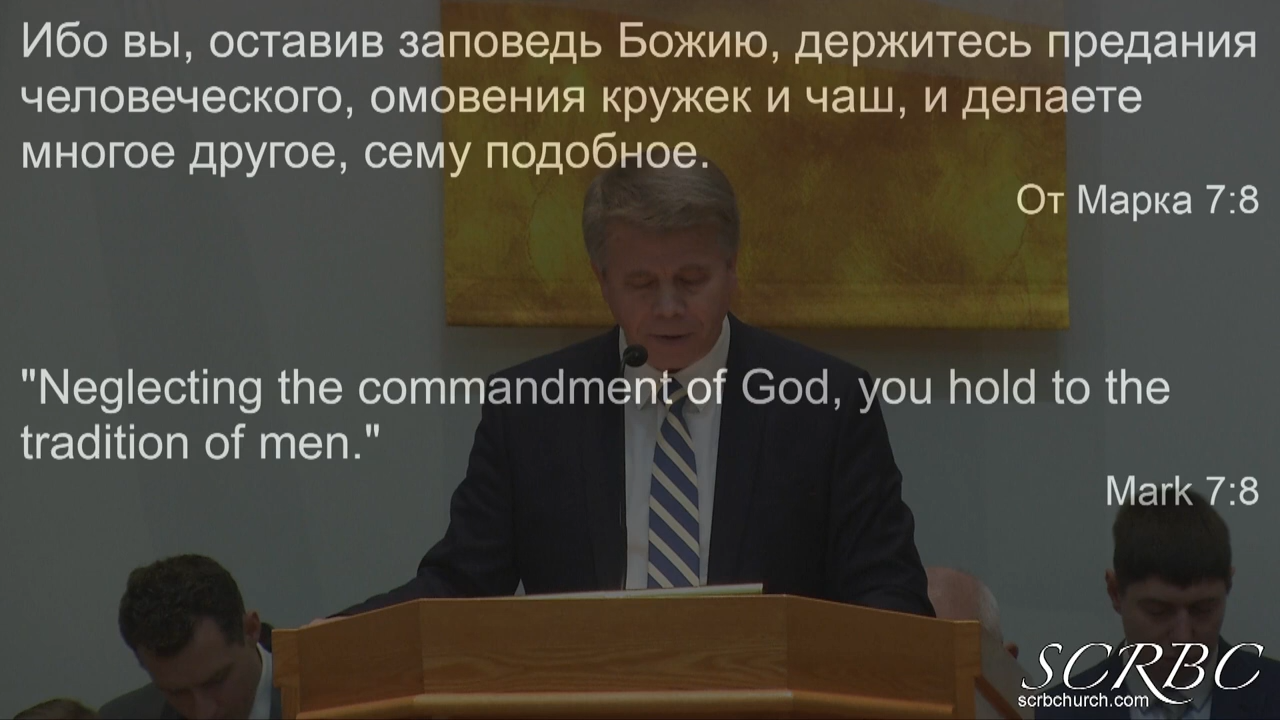 Ибо вы, оставив заповедь Божию, держитесь предания
человеческого, омовения кружек и чаш, и делаете
многое другое, сему подобное.
От Марка 7:8
"Neglecting the commandment of God, you hold to the
tradition of men."
Mark 7:8
SCRBC
scrbchurch.com